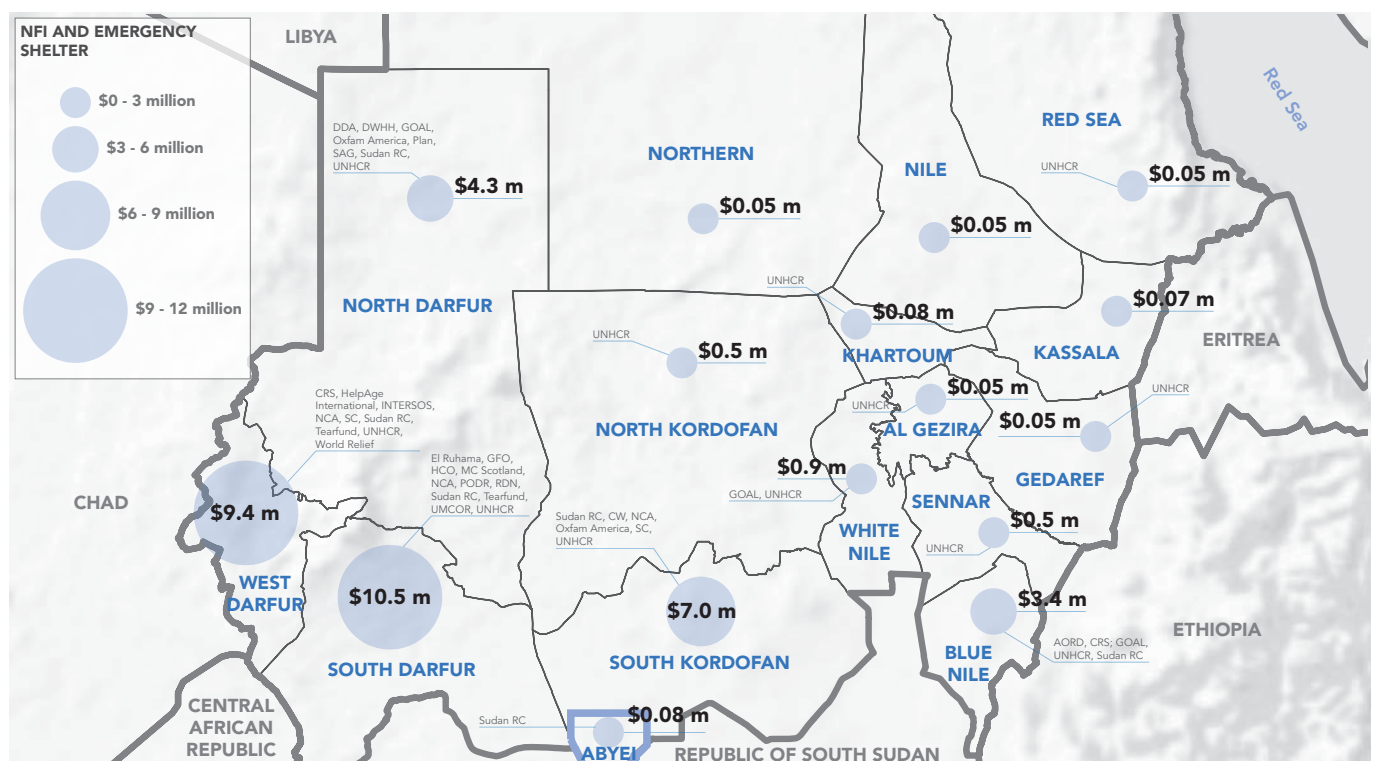 NFI AND EMERGENCY
SHELTER
$0 - 3 million
$3 - 6 million
$6 - 9 million
$9 - 12 million
LIBYA
Red Sea
RED SEA
UNHCR
$0.05 m
NORTHERN
$0.05 m
NILE
$0.05 m
DDA, DWHH, GOAL,
Oxfam America, Plan,
SAG, Sudan RC,
UNHCR
$4.3 m
NORTH DARFUR
UNHCR
$0.08 m
KHARTOUM
$0.07 m
KASSALA
ERITREA
UNHCR
$0.5 m
NORTH KORDOFAN
UNHCR
$0.05 m
AL GEZIRA
UNHCR
$0.05 m
GEDAREF
CRS, HelpAge
International, INTERSOS,
NCA, SC, Sudan RC,
Tearfund, UNHCR,
World Relief
$9.4 m
WEST
DARFUR
CHAD
El Ruhama, GFO,
HCO, MC Scotland,
NCA, PODR, RDN,
Sudan RC, Tearfund,
UMCOR, UNHCR
$10.5 m
SOUTH DARFUR
Sudan RC, CW, NCA,
Oxfam America, SC,
UNHCR
$7.0 m
SOUTH KORDOFAN
$0.9 m
GOAL, UNHCR
WHITE
NILE
SENNAR
$0.5 m
UNHCR
$3.4 m
AORD, CRS; GOAL,
UNHCR, Sudan RC
BLUE
NILE
ETHIOPIA
CENTRAL
AFRICAN
REPUBLIC
Sudan RC
$0.08 m
ABYEI
REPUBLIC OF SOUTH SUDAN